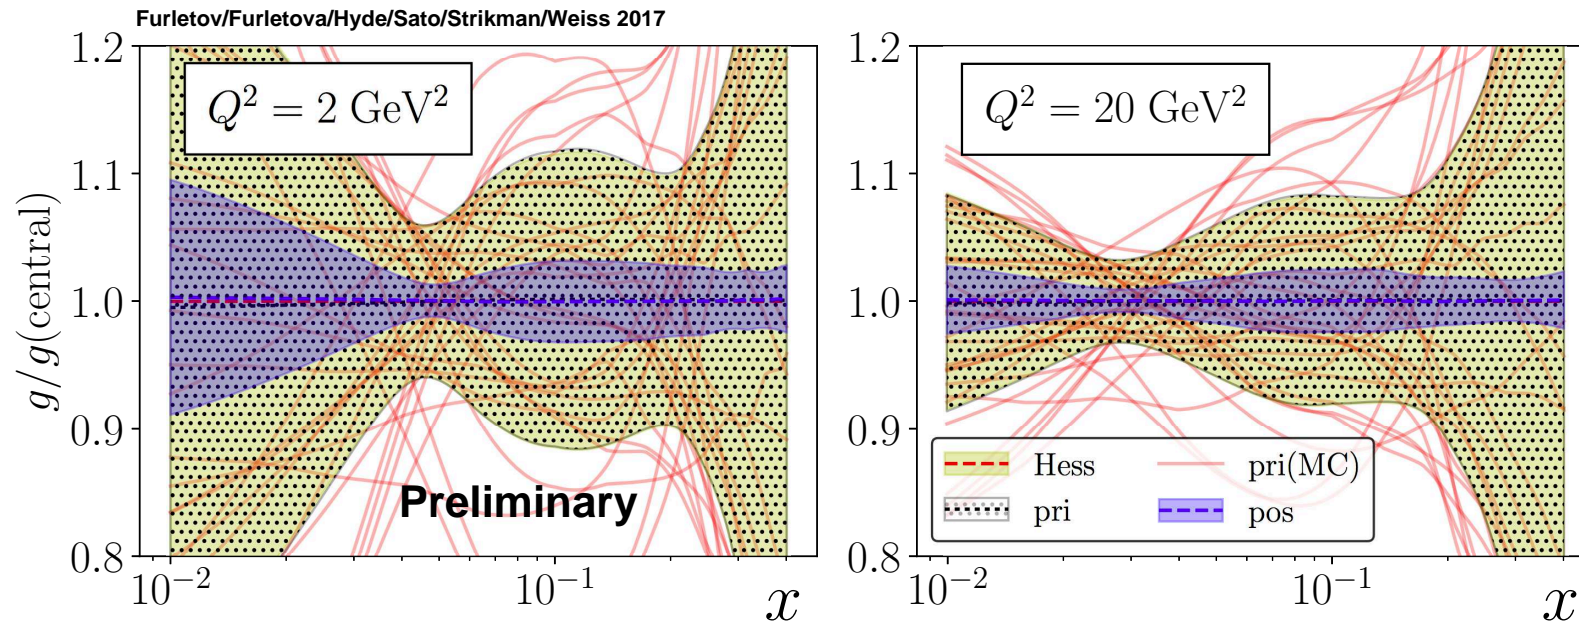 Furletov/Furletova/Hyde/Sato/Strikman/Weiss 2017
g/g(central)
1.2
1.1
1.0
0.9
0.8
Q² = 2 GeV²
Preliminary
10⁻²
10⁻¹
x
1.2
1.1
1.0
0.9
0.8
Q² = 20 GeV²
Hess
pri(MC)
pri
pos
10⁻²
10⁻¹
x